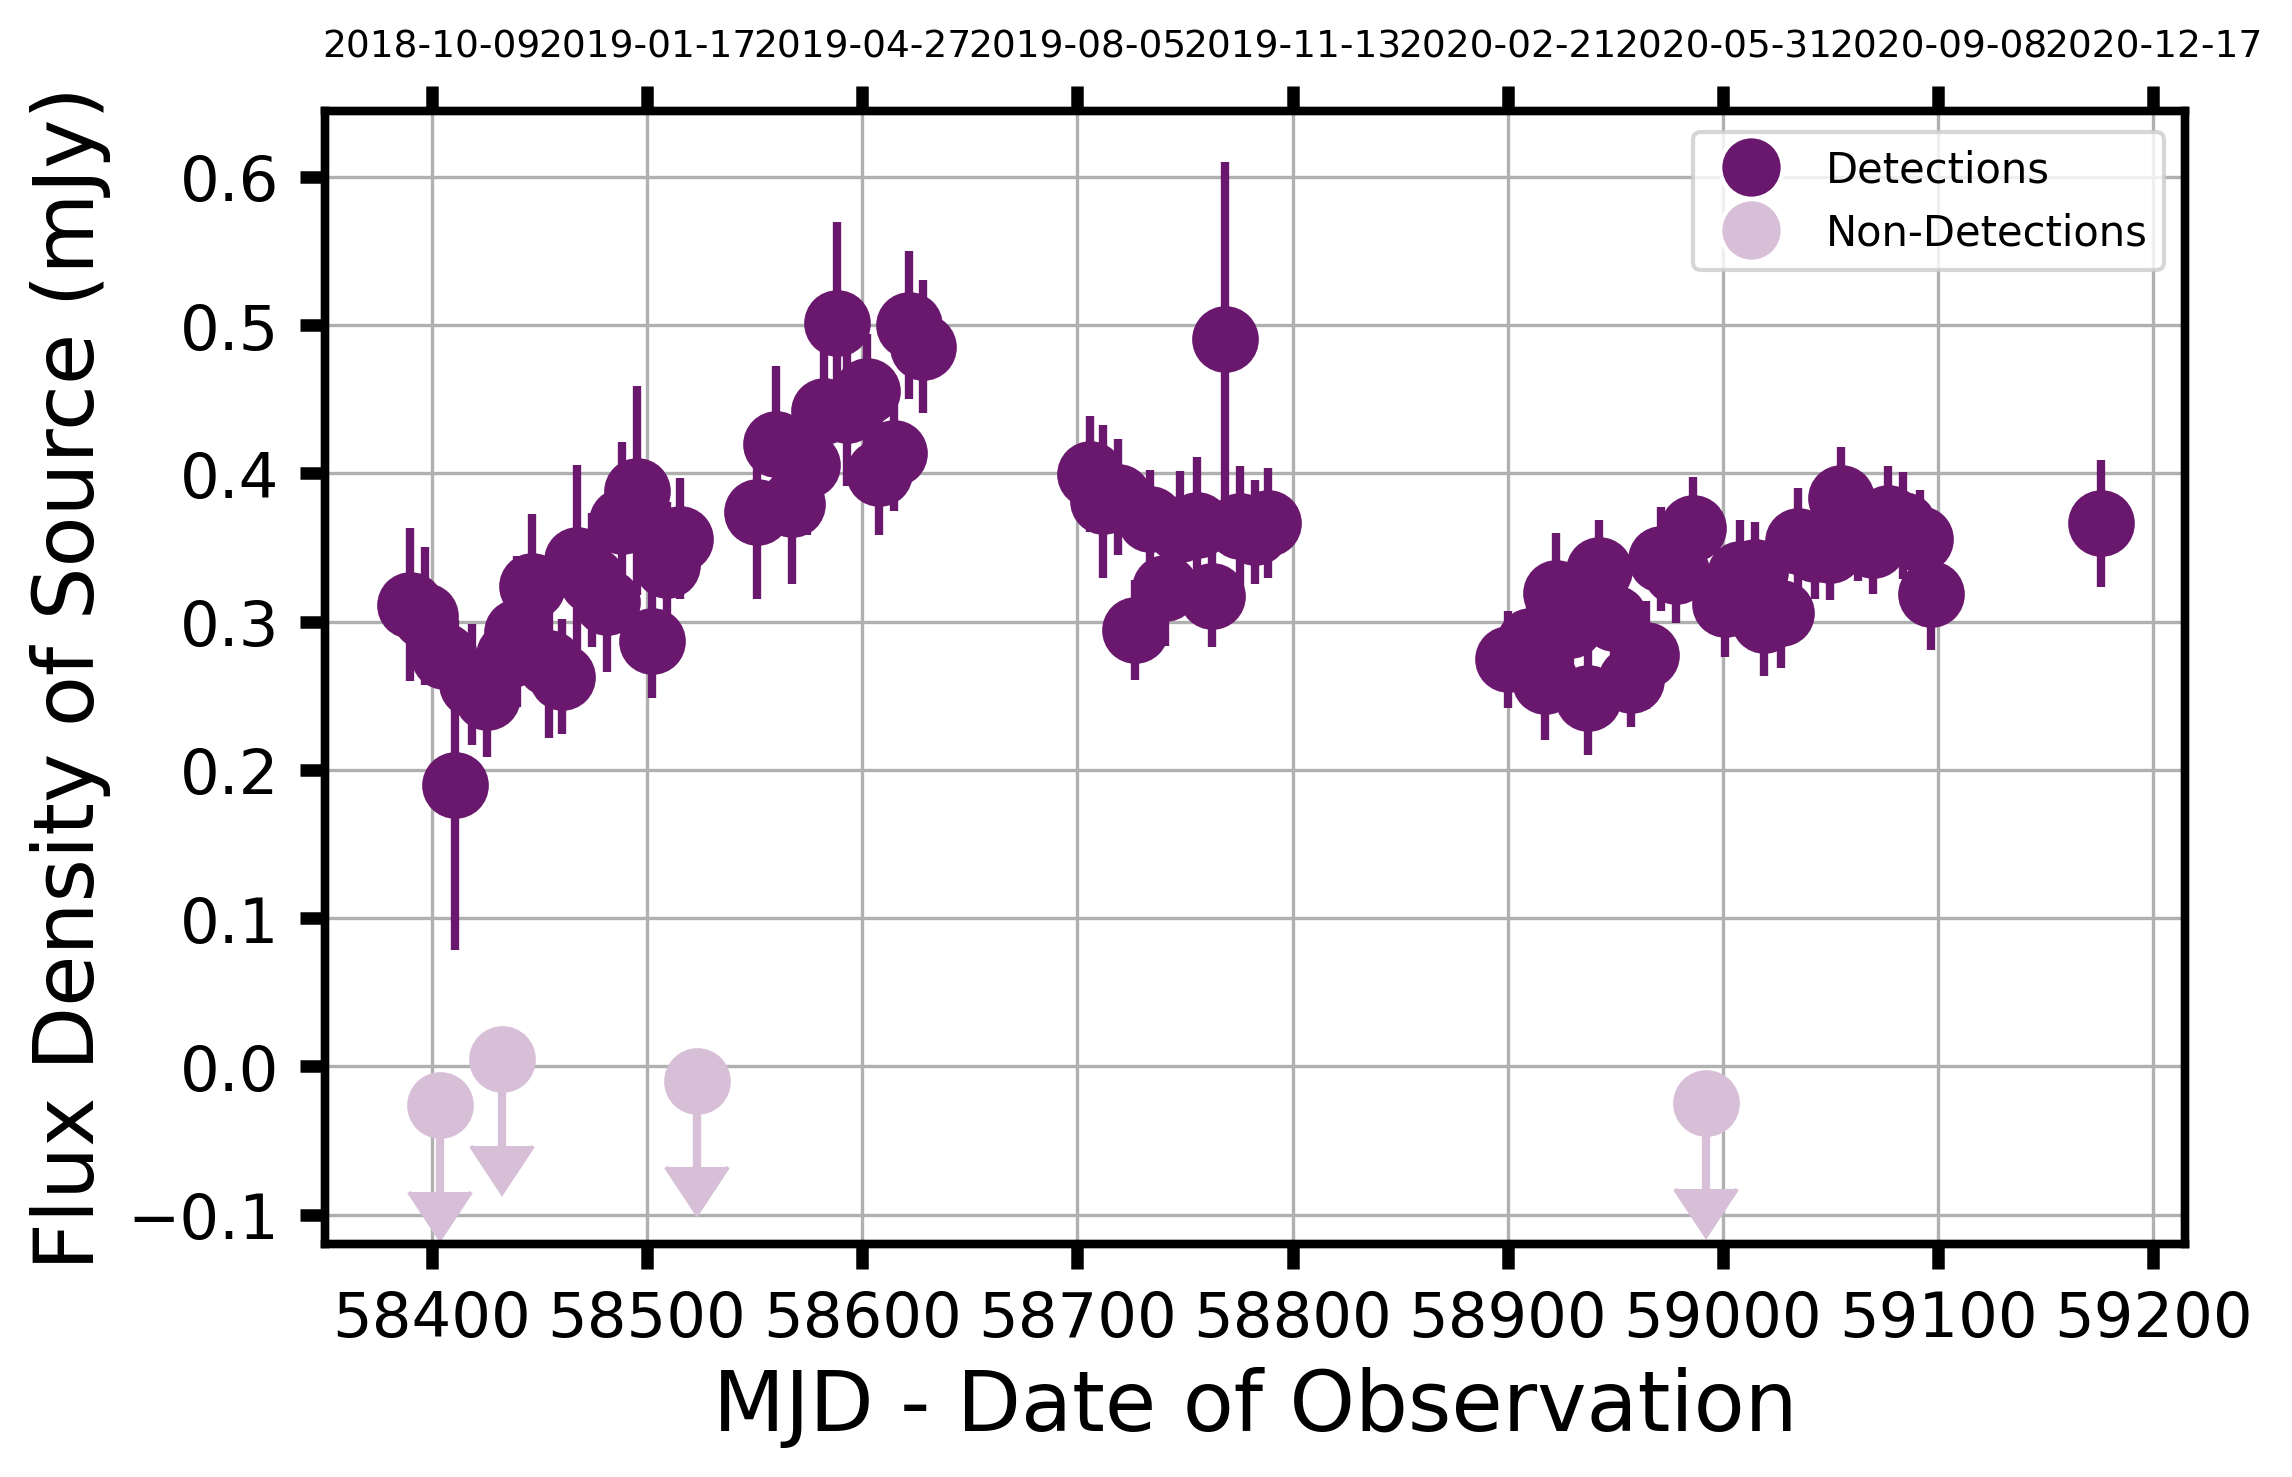 2018-10-09 2019-01-17 2019-04-27 2019-08-05 2019-11-13 2020-02-21 2020-05-31 2020-09-08 2020-12-17
Flux Density of Source (mJy)
0.6
0.5
0.4
0.3
0.2
0.1
0.0
−0.1
Detections
Non-Detections
58400 58500 58600 58700 58800 58900 59000 59100 59200
MJD - Date of Observation